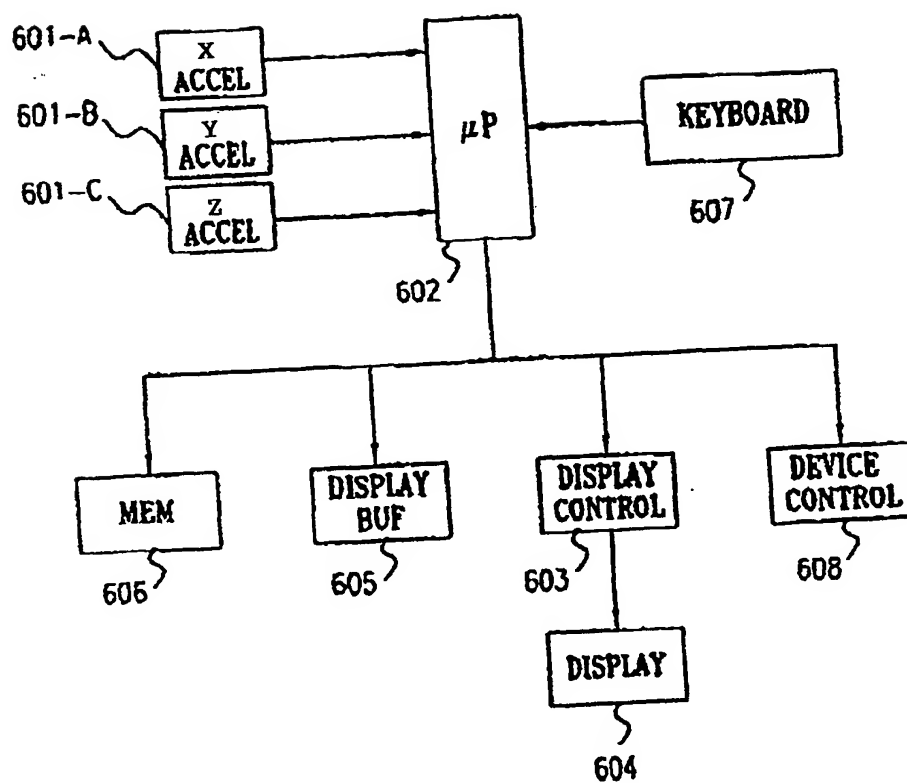 601-A
X
ACCEL
601-B
Y
ACCEL
601-C
Z
ACCEL
μP
602
KEYBOARD
607
MEM
606
DISPLAY
BUF
605
DISPLAY
CONTROL
603
DEVICE
CONTROL
608
DISPLAY
604